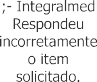 ;- Integralmed
Respondeu
incorretamente
o item
solicitado.